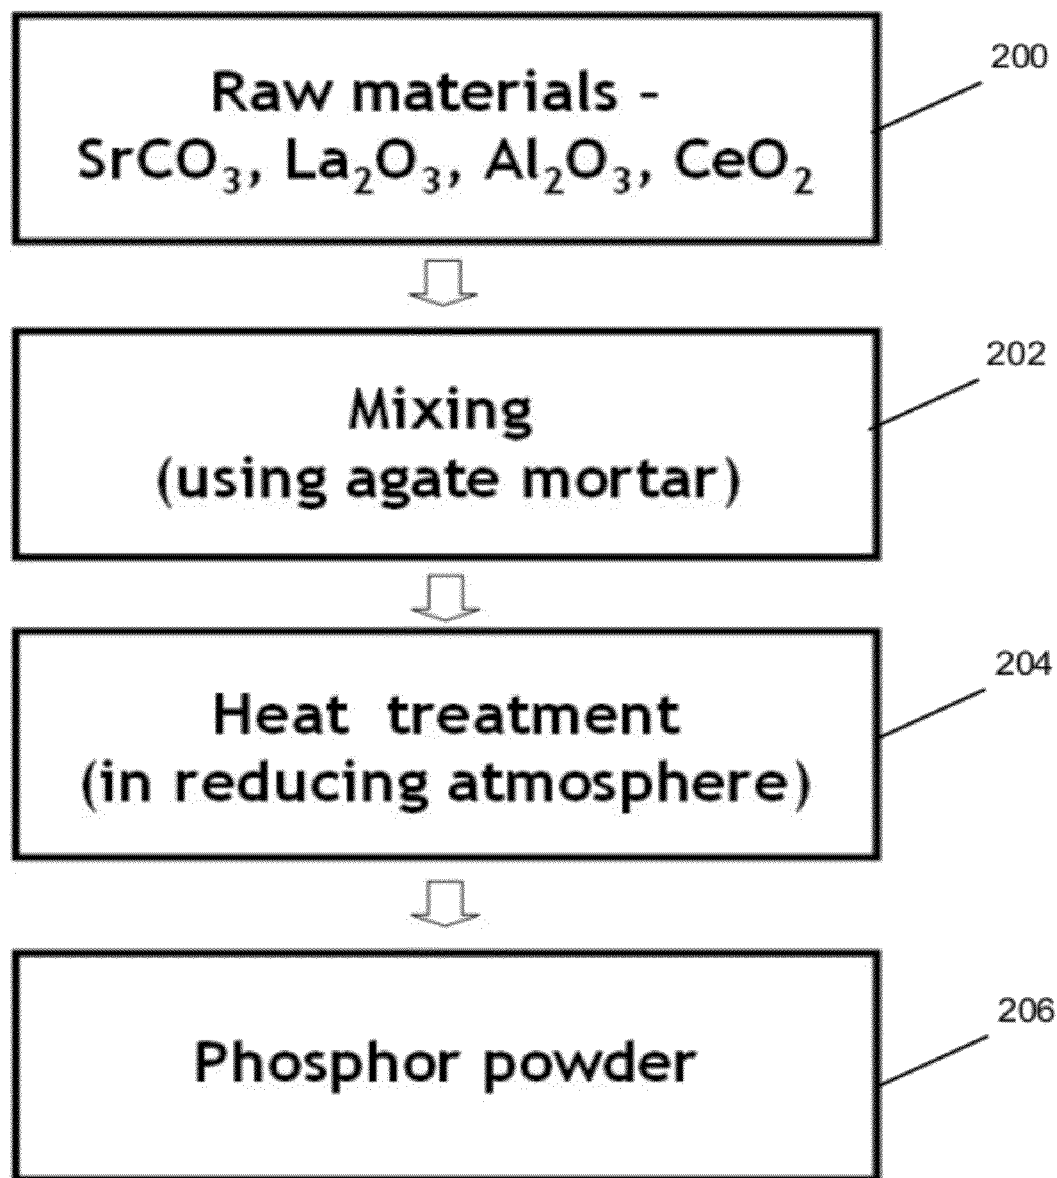 Raw materials -
SrCO₃, La₂O₃, Al₂O₃, CeO₂
200
Mixing
(using agate mortar)
202
Heat treatment
(in reducing atmosphere)
204
Phosphor powder
206